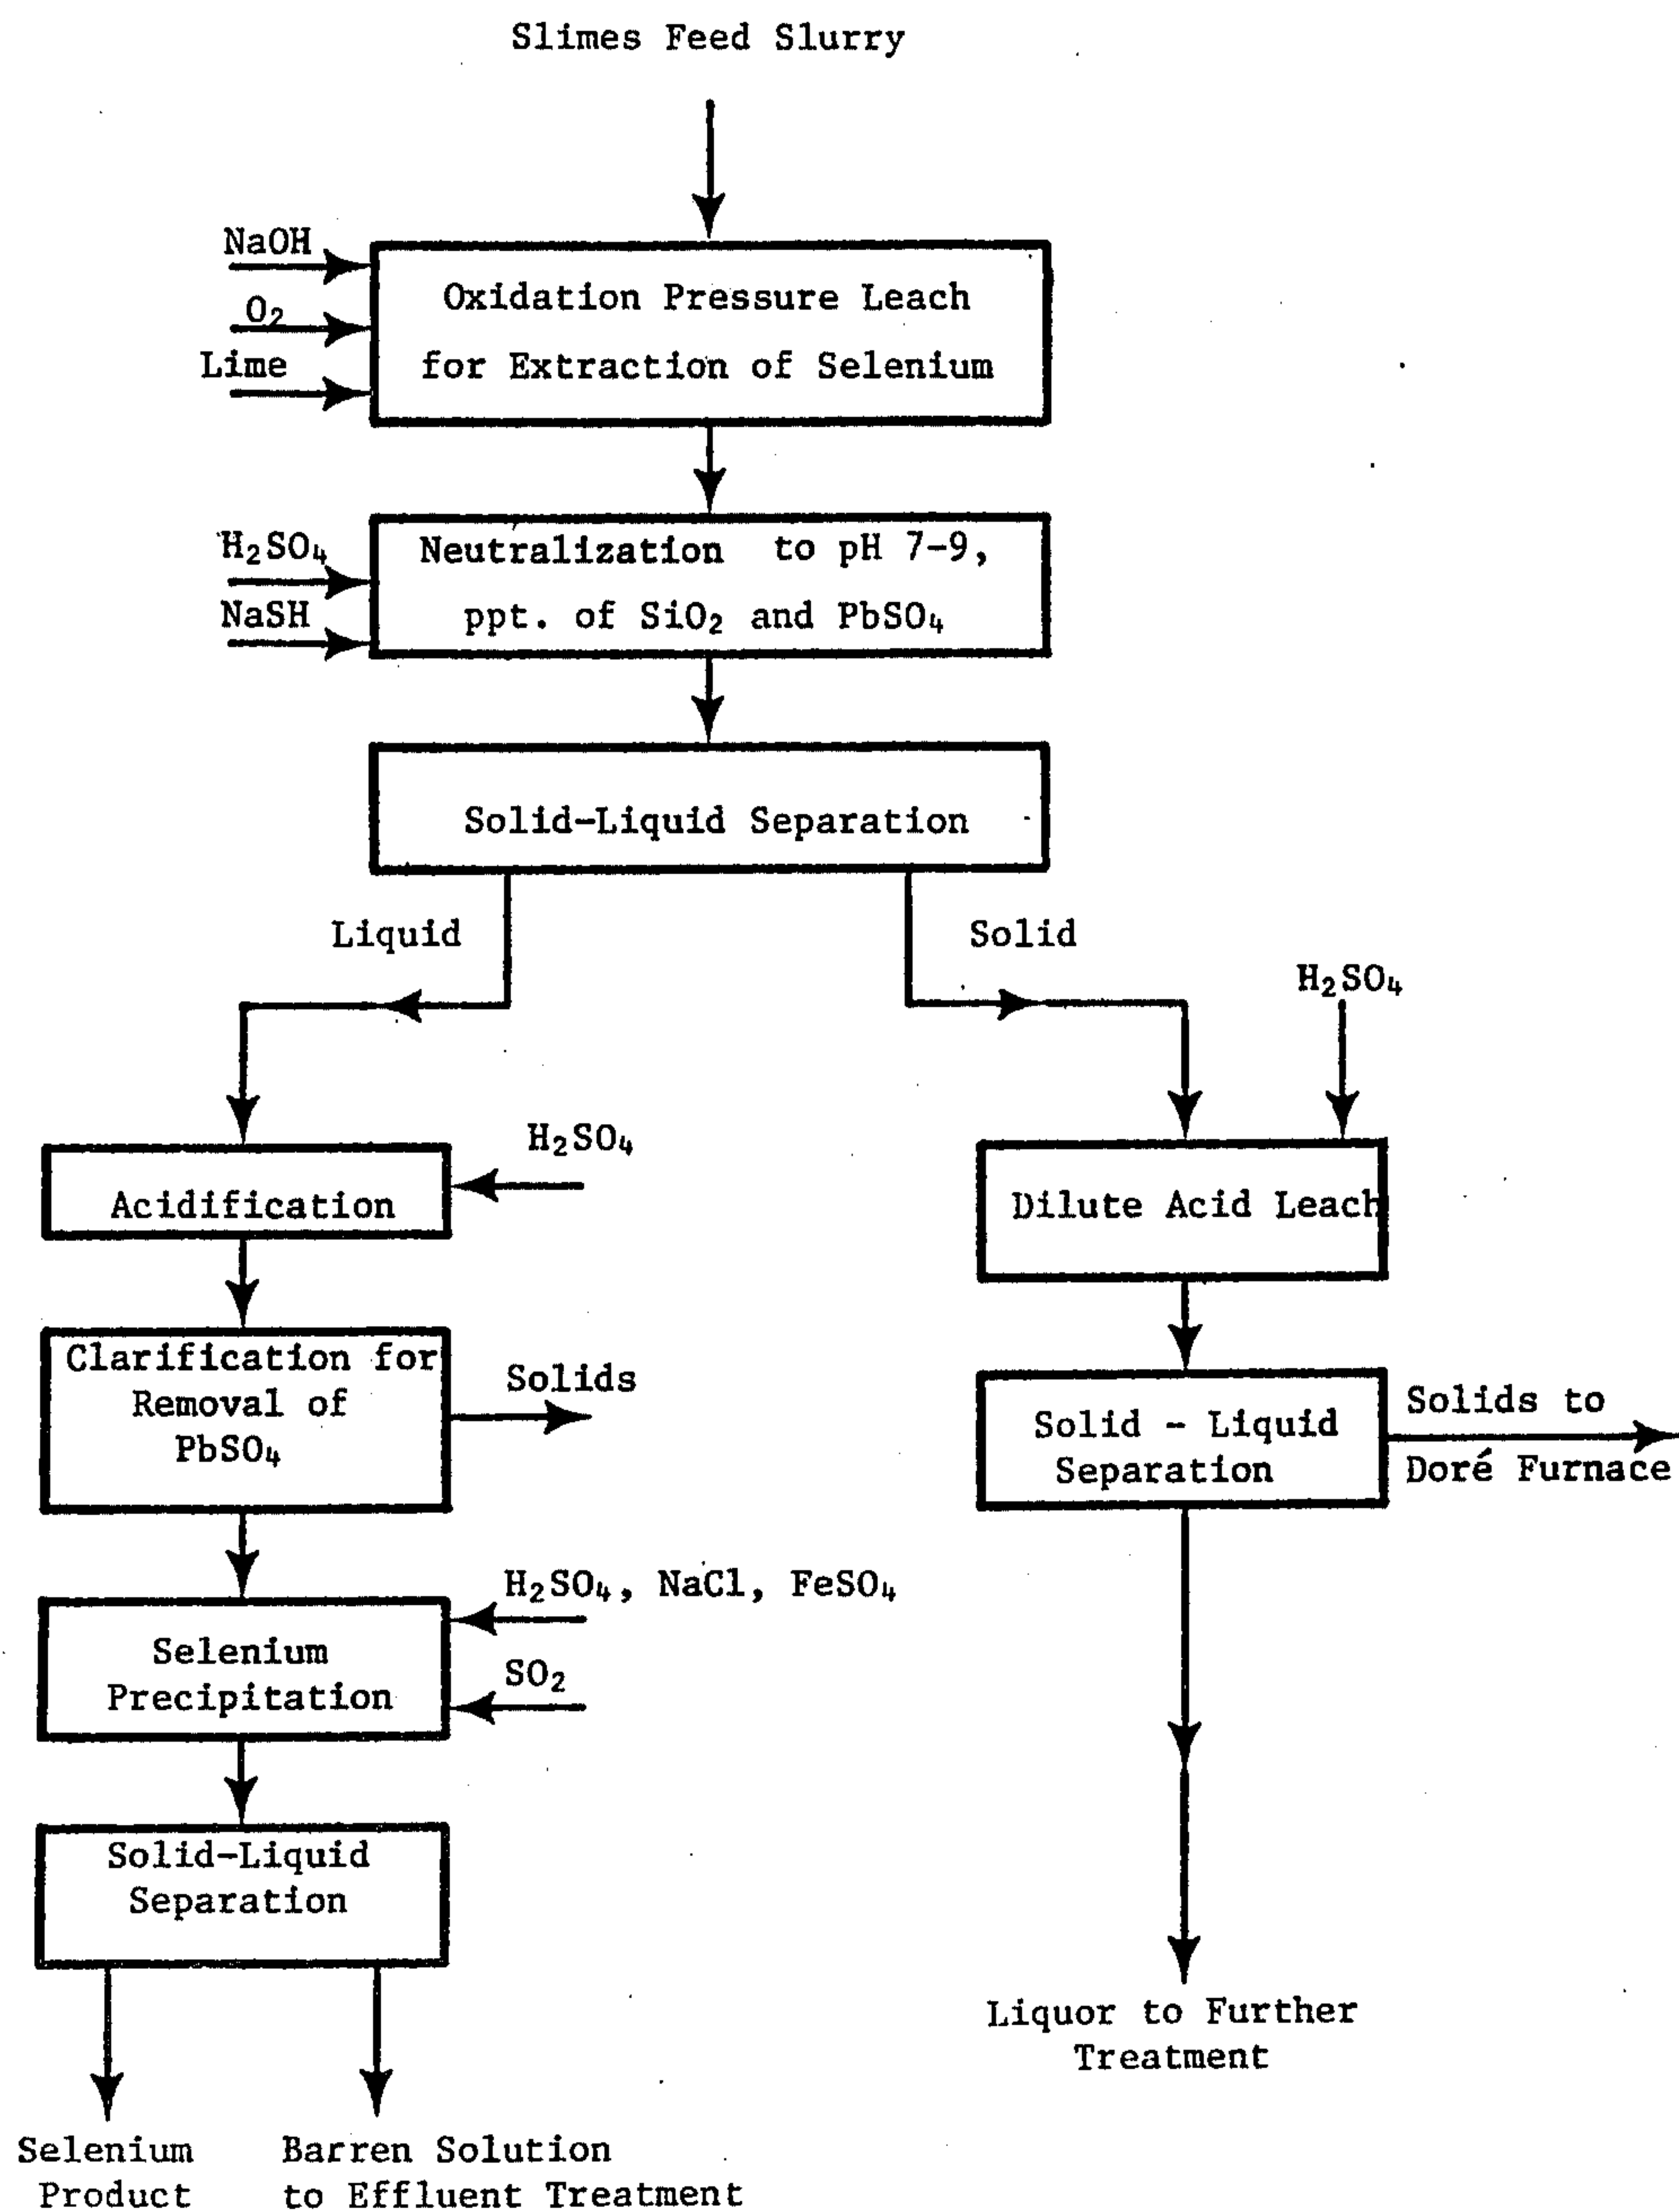 Slimes Feed Slurry
NaOH
O₂
Lime
Oxidation Pressure Leach
for Extraction of Selenium
H₂SO₄
NaSH
Neutralization to pH 7-9,
ppt. of SiO₂ and PbSO₄
Solid-Liquid Separation
Liquid
Solid
H₂SO₄
H₂SO₄
Acidification
Dilute Acid Leach
Clarification for
Removal of
PbSO₄
Solids
Solid - Liquid
Separation
Solids to
Doré Furnace
H₂SO₄, NaCl, FeSO₄
SO₂
Selenium
Precipitation
Solid-Liquid
Separation
Liquor to Further
Treatment
Selenium
Product
Barren Solution
to Effluent Treatment